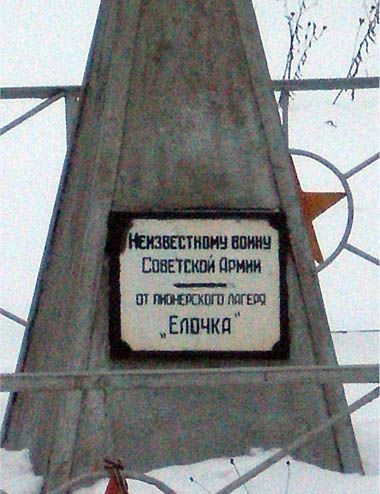 Неизвестному воину
Советской Армии
от пионерского лагеря
„Елочка"